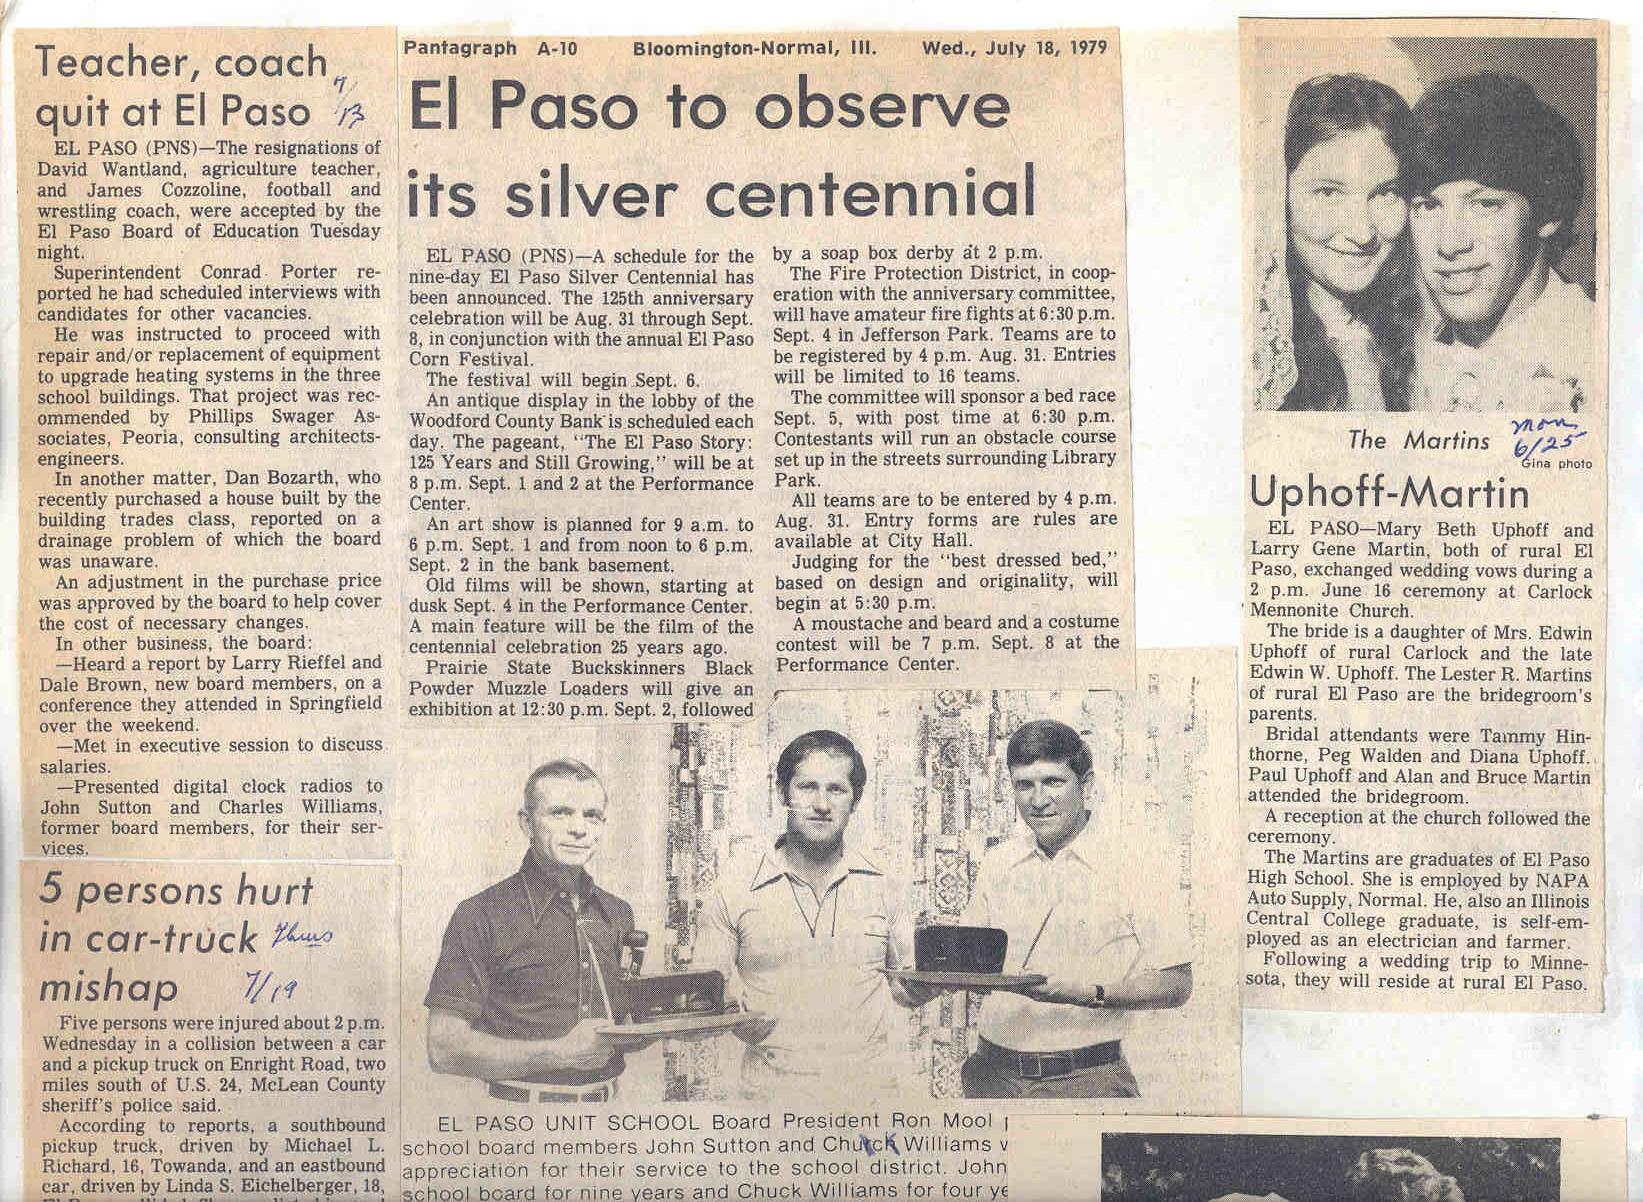 Teacher, coach
quit at El Paso
7/
13
EL PASO (PNS)—The resignations of
David Wantland, agriculture teacher,
and James Cozzoline, football and
wrestling coach, were accepted by the
El Paso Board of Education Tuesday
night.
Superintendent Conrad Porter re-
ported he had scheduled interviews with
candidates for other vacancies.
He was instructed to proceed with
repair and/or replacement of equipment
to upgrade heating systems in the three
school buildings. That project was rec-
ommended by Phillips Swager As-
sociates, Peoria, consulting architects-
engineers.
In another matter, Dan Bozarth, who
recently purchased a house built by the
building trades class, reported on a
drainage problem of which the board
was unaware.
An adjustment in the purchase price
was approved by the board to help cover
the cost of necessary changes.
In other business, the board:
—Heard a report by Larry Rieffel and
Dale Brown, new board members, on a
conference they attended in Springfield
over the weekend.
—Met in executive session to discuss
salaries.
—Presented digital clock radios to
John Sutton and Charles Williams,
former board members, for their ser-
vices.
5 persons hurt
in car-truck Thurs
mishap 7/19
Five persons were injured about 2 p.m.
Wednesday in a collision between a car
and a pickup truck on Enright Road, two
miles south of U.S. 24, McLean County
sheriff's police said.
According to reports, a southbound
pickup truck, driven by Michael L.
Richard, 16, Towanda, and an eastbound
car, driven by Linda S. Eichelberger, 18,
Pantagraph A-10 Bloomington-Normal, Ill. Wed., July 18, 1979
El Paso to observe
its silver centennial
EL PASO (PNS)—A schedule for the
nine-day El Paso Silver Centennial has
been announced. The 125th anniversary
celebration will be Aug. 31 through Sept.
8, in conjunction with the annual El Paso
Corn Festival.
The festival will begin Sept. 6.
An antique display in the lobby of the
Woodford County Bank is scheduled each
day. The pageant, "The El Paso Story:
125 Years and Still Growing," will be at
8 p.m. Sept. 1 and 2 at the Performance
Center.
An art show is planned for 9 a.m. to
6 p.m. Sept. 1 and from noon to 6 p.m.
Sept. 2 in the bank basement.
Old films will be shown, starting at
dusk Sept. 4 in the Performance Center.
A main feature will be the film of the
centennial celebration 25 years ago.
Prairie State Buckskinners Black
Powder Muzzle Loaders will give an
exhibition at 12:30 p.m. Sept. 2, followed
by a soap box derby at 2 p.m.
The Fire Protection District, in coop-
eration with the anniversary committee,
will have amateur fire fights at 6:30 p.m.
Sept. 4 in Jefferson Park. Teams are to
be registered by 4 p.m. Aug. 31. Entries
will be limited to 16 teams.
The committee will sponsor a bed race
Sept. 5, with post time at 6:30 p.m.
Contestants will run an obstacle course
set up in the streets surrounding Library
Park.
All teams are to be entered by 4 p.m.
Aug. 31. Entry forms are rules are
available at City Hall.
Judging for the "best dressed bed,"
based on design and originality, will
begin at 5:30 p.m.
A moustache and beard and a costume
contest will be 7 p.m. Sept. 8 at the
Performance Center.
EL PASO UNIT SCHOOL Board President Ron Mool
school board members John Sutton and Chuck Williams
appreciation for their service to the school district. John
school board for nine years and Chuck Williams for four
The Martins
Mon
6/25
Gina photo
Uphoff-Martin
EL PASO—Mary Beth Uphoff and
Larry Gene Martin, both of rural El
Paso, exchanged wedding vows during a
2 p.m. June 16 ceremony at Carlock
Mennonite Church.
The bride is a daughter of Mrs. Edwin
Uphoff of rural Carlock and the late
Edwin W. Uphoff. The Lester R. Martins
of rural El Paso are the bridegroom's
parents.
Bridal attendants were Tammy Hin-
thorne, Peg Walden and Diana Uphoff.
Paul Uphoff and Alan and Bruce Martin
attended the bridegroom.
A reception at the church followed the
ceremony.
The Martins are graduates of El Paso
High School. She is employed by NAPA
Auto Supply, Normal. He, also an Illinois
Central College graduate, is self-em-
ployed as an electrician and farmer.
Following a wedding trip to Minne-
sota, they will reside at rural El Paso.